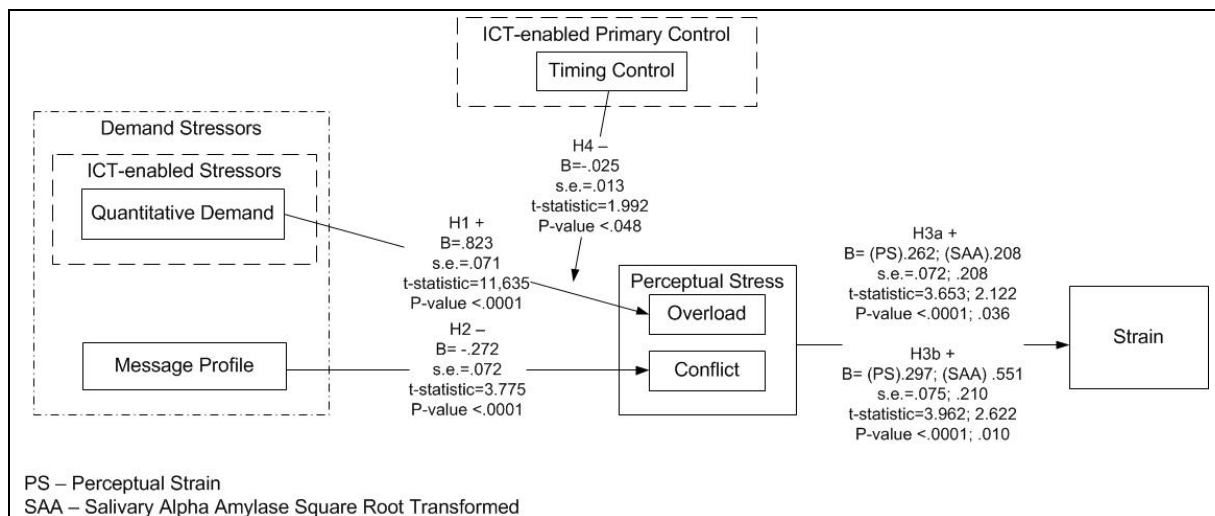 ICT-enabled Primary Control
Timing Control
Demand Stressors
ICT-enabled Stressors
Quantitative Demand
H4 –
B=-.025
s.e.=.013
t-statistic=1.992
P-value <.048
H1 +
B=.823
s.e.=.071
t-statistic=11,635
P-value <.0001
Message Profile
H2 –
B= -.272
s.e.=.072
t-statistic=3.775
P-value <.0001
Perceptual Stress
Overload
Conflict
H3a +
B= (PS).262; (SAA).208
s.e.=.072; .208
t-statistic=3.653; 2.122
P-value <.0001; .036
H3b +
B= (PS).297; (SAA) .551
s.e.=.075; .210
t-statistic=3.962; 2.622
P-value <.0001; .010
Strain
PS – Perceptual Strain
SAA – Salivary Alpha Amylase Square Root Transformed